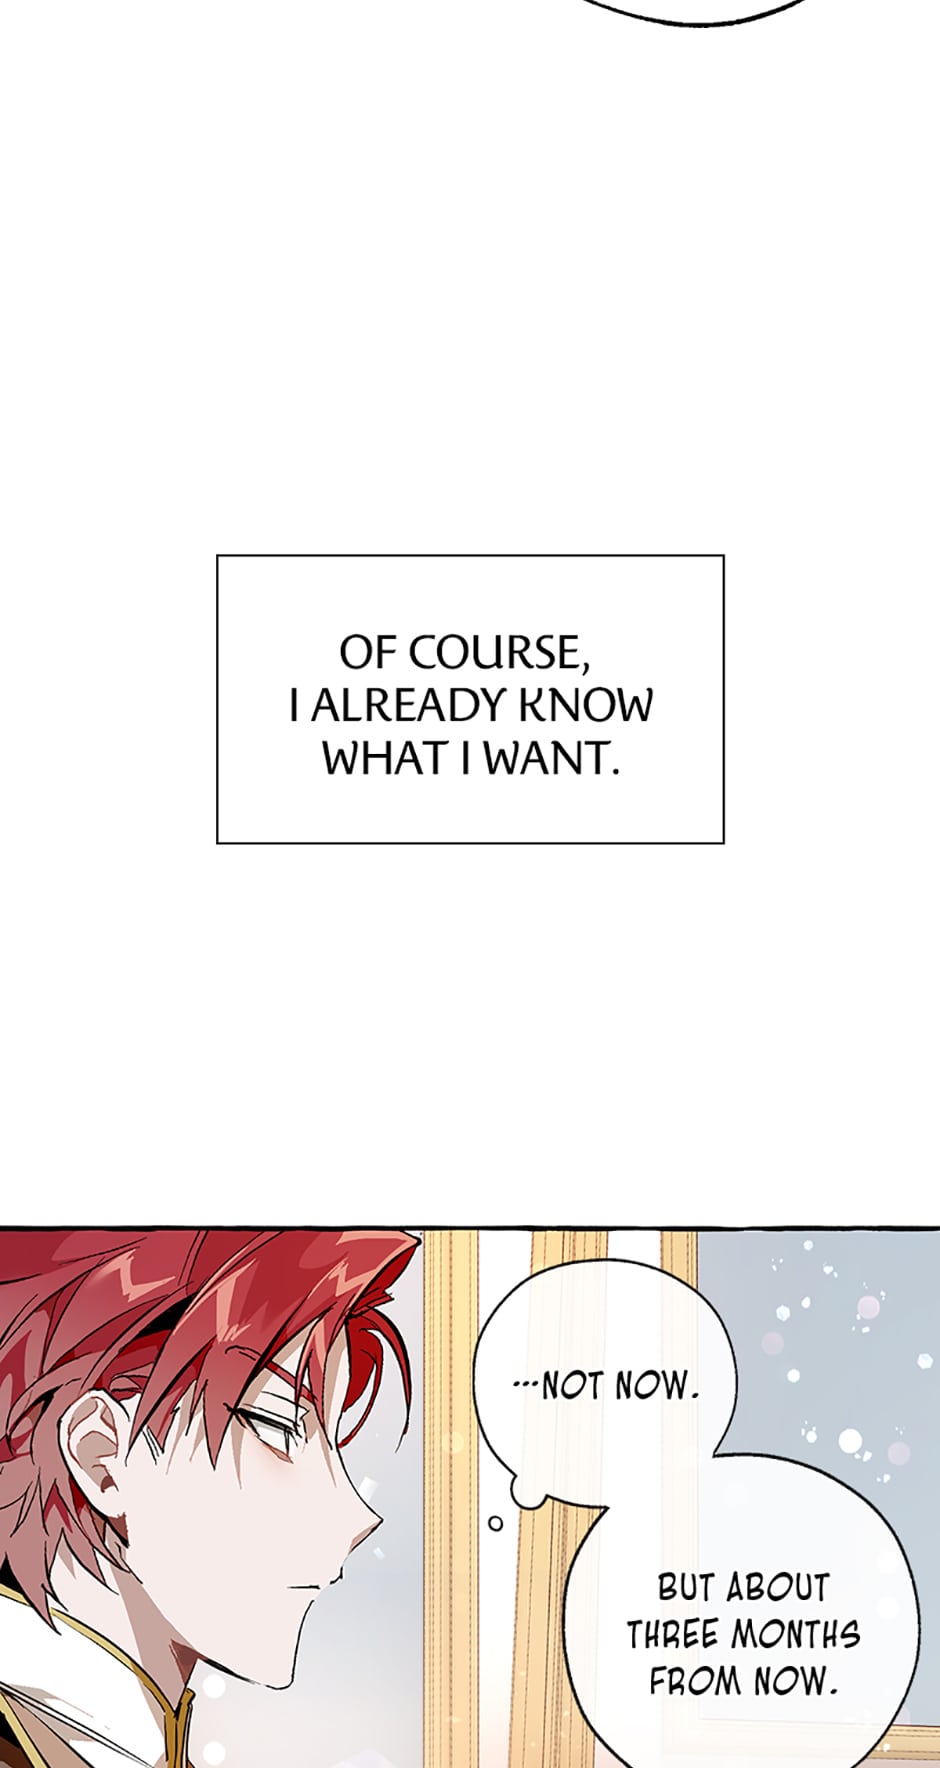 OF COURSE,
I ALREADY KNOW
WHAT I WANT.
...NOT NOW.
BUT ABOUT
THREE MONTHS
FROM NOW.